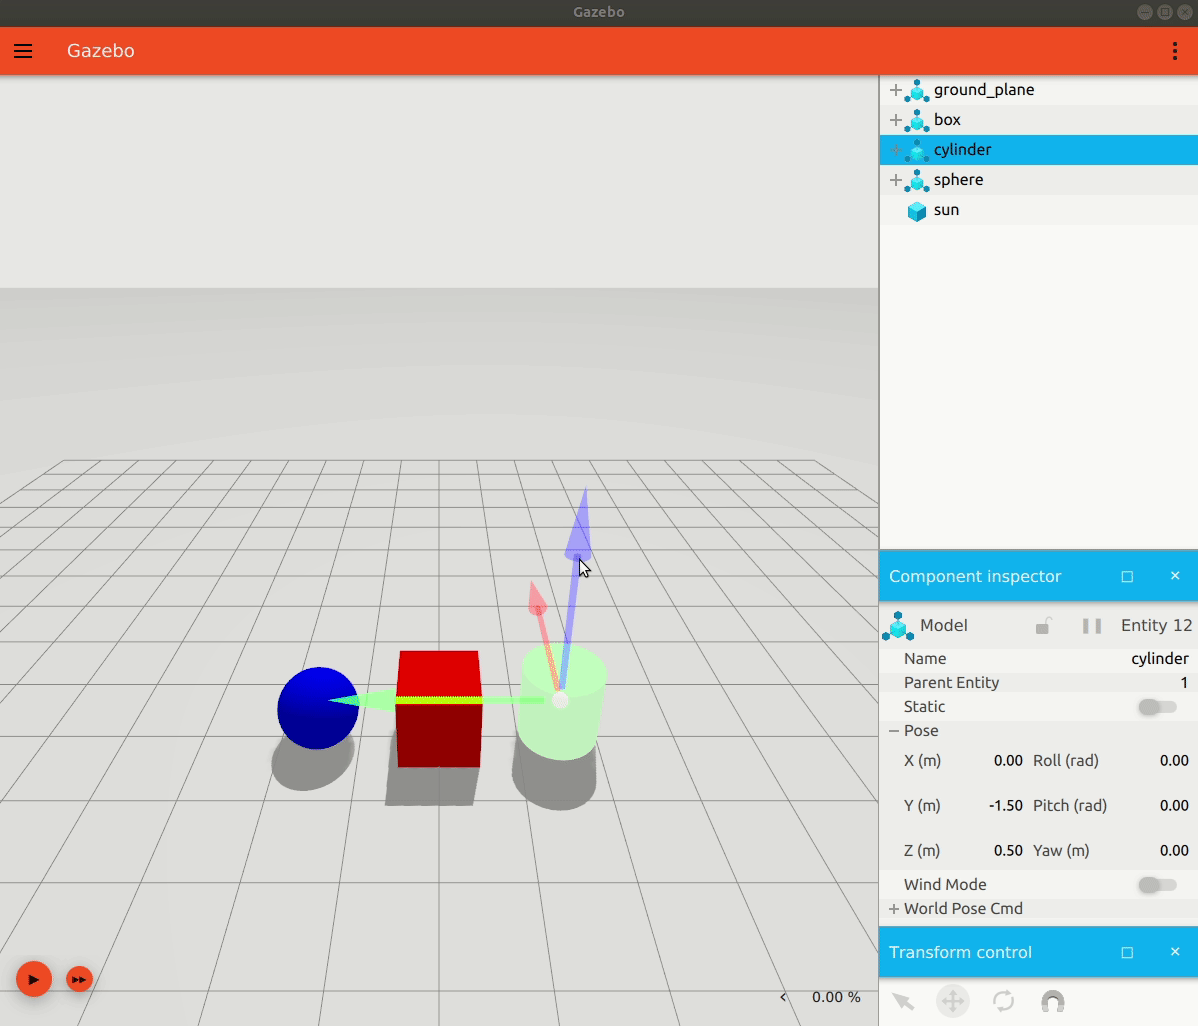 Gazebo
Gazebo
ground_plane
box
cylinder
sphere
sun
Component inspector
Model Entity 12
Name cylinder
Parent Entity 1
Static
Pose
X (m) 0.00 Roll (rad) 0.00
Y (m) -1.50 Pitch (rad) 0.00
Z (m) 0.50 Yaw (m) 0.00
Wind Mode
World Pose Cmd
Transform control
0.00 %